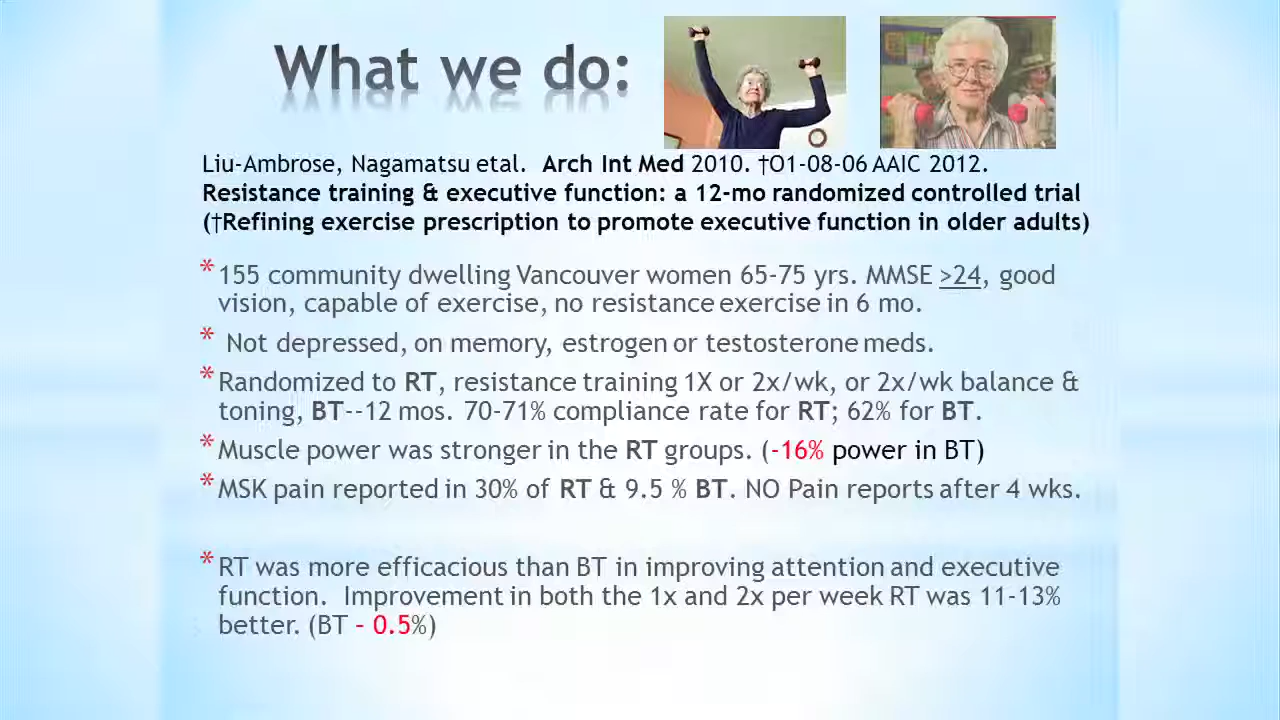 What we do:
Liu-Ambrose, Nagamatsu etal. Arch Int Med 2010. †O1-08-06 AAIC 2012.
Resistance training & executive function: a 12-mo randomized controlled trial
(†Refining exercise prescription to promote executive function in older adults)
* 155 community dwelling Vancouver women 65-75 yrs. MMSE >24, good
vision, capable of exercise, no resistance exercise in 6 mo.
* Not depressed, on memory, estrogen or testosterone meds.
* Randomized to RT, resistance training 1X or 2x/wk, or 2x/wk balance &
toning, BT--12 mos. 70-71% compliance rate for RT; 62% for BT.
* Muscle power was stronger in the RT groups. (-16% power in BT)
* MSK pain reported in 30% of RT & 9.5 % BT. NO Pain reports after 4 wks.
* RT was more efficacious than BT in improving attention and executive
function. Improvement in both the 1x and 2x per week RT was 11-13%
better. (BT – 0.5%)